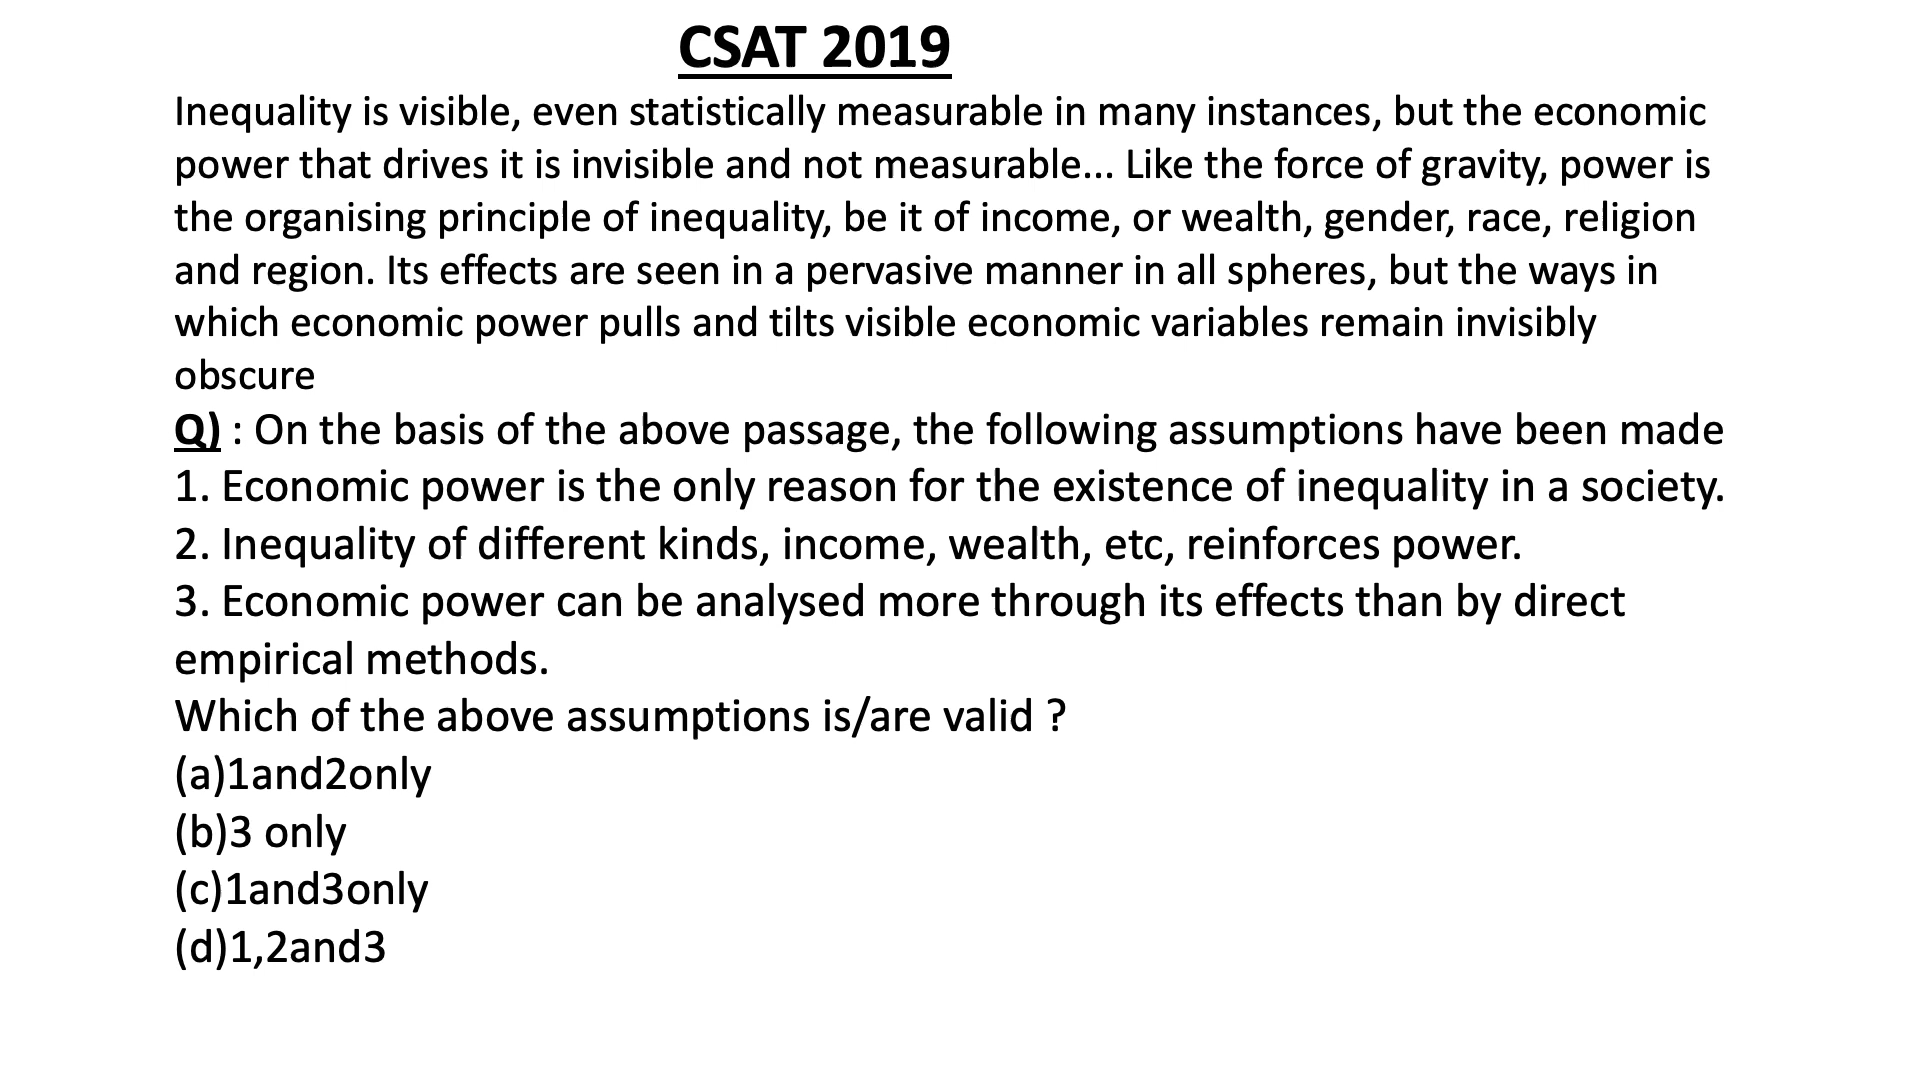 CSAT 2019
Inequality is visible, even statistically measurable in many instances, but the economic
power that drives it is invisible and not measurable... Like the force of gravity, power is
the organising principle of inequality, be it of income, or wealth, gender, race, religion
and region. Its effects are seen in a pervasive manner in all spheres, but the ways in
which economic power pulls and tilts visible economic variables remain invisibly
obscure
Q) : On the basis of the above passage, the following assumptions have been made
1. Economic power is the only reason for the existence of inequality in a society.
2. Inequality of different kinds, income, wealth, etc, reinforces power.
3. Economic power can be analysed more through its effects than by direct
empirical methods.
Which of the above assumptions is/are valid ?
(a)1and2only
(b)3 only
(c)1and3only
(d)1,2and3